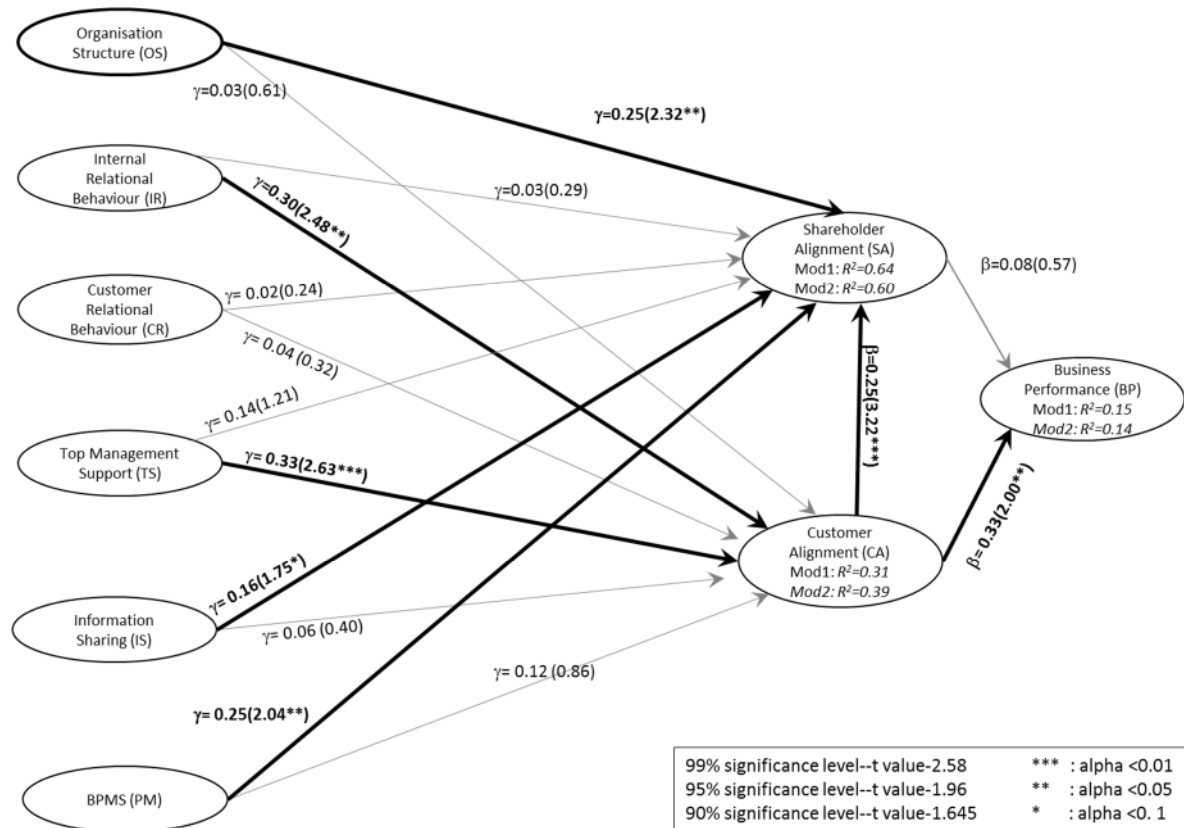 Organisation
Structure (OS)
γ=0.03(0.61)
γ=0.25(2.32**)
Internal
Relational
Behaviour (IR)
γ=0.30(2.48**)
γ=0.03(0.29)
Shareholder
Alignment (SA)
Mod1: R²=0.64
Mod2: R²=0.60
β=0.08(0.57)
Customer
Relational
Behaviour (CR)
γ= 0.02(0.24)
γ= 0.04 (0.32)
β=0.25(3.22***)
Business
Performance (BP)
Mod1: R²=0.15
Mod2: R²=0.14
γ= 0.14(1.21)
Top Management
Support (TS)
γ= 0.33(2.63***)
β= 0.33(2.00**)
Customer
Alignment (CA)
Mod1: R²=0.31
Mod2: R²=0.39
γ= 0.16(1.75*)
Information
Sharing (IS)
γ= 0.06 (0.40)
γ= 0.12 (0.86)
γ= 0.25(2.04**)
BPMS (PM)
99% significance level--t value-2.58 *** : alpha <0.01
95% significance level--t value-1.96 ** : alpha <0.05
90% significance level--t value-1.645 * : alpha <0. 1